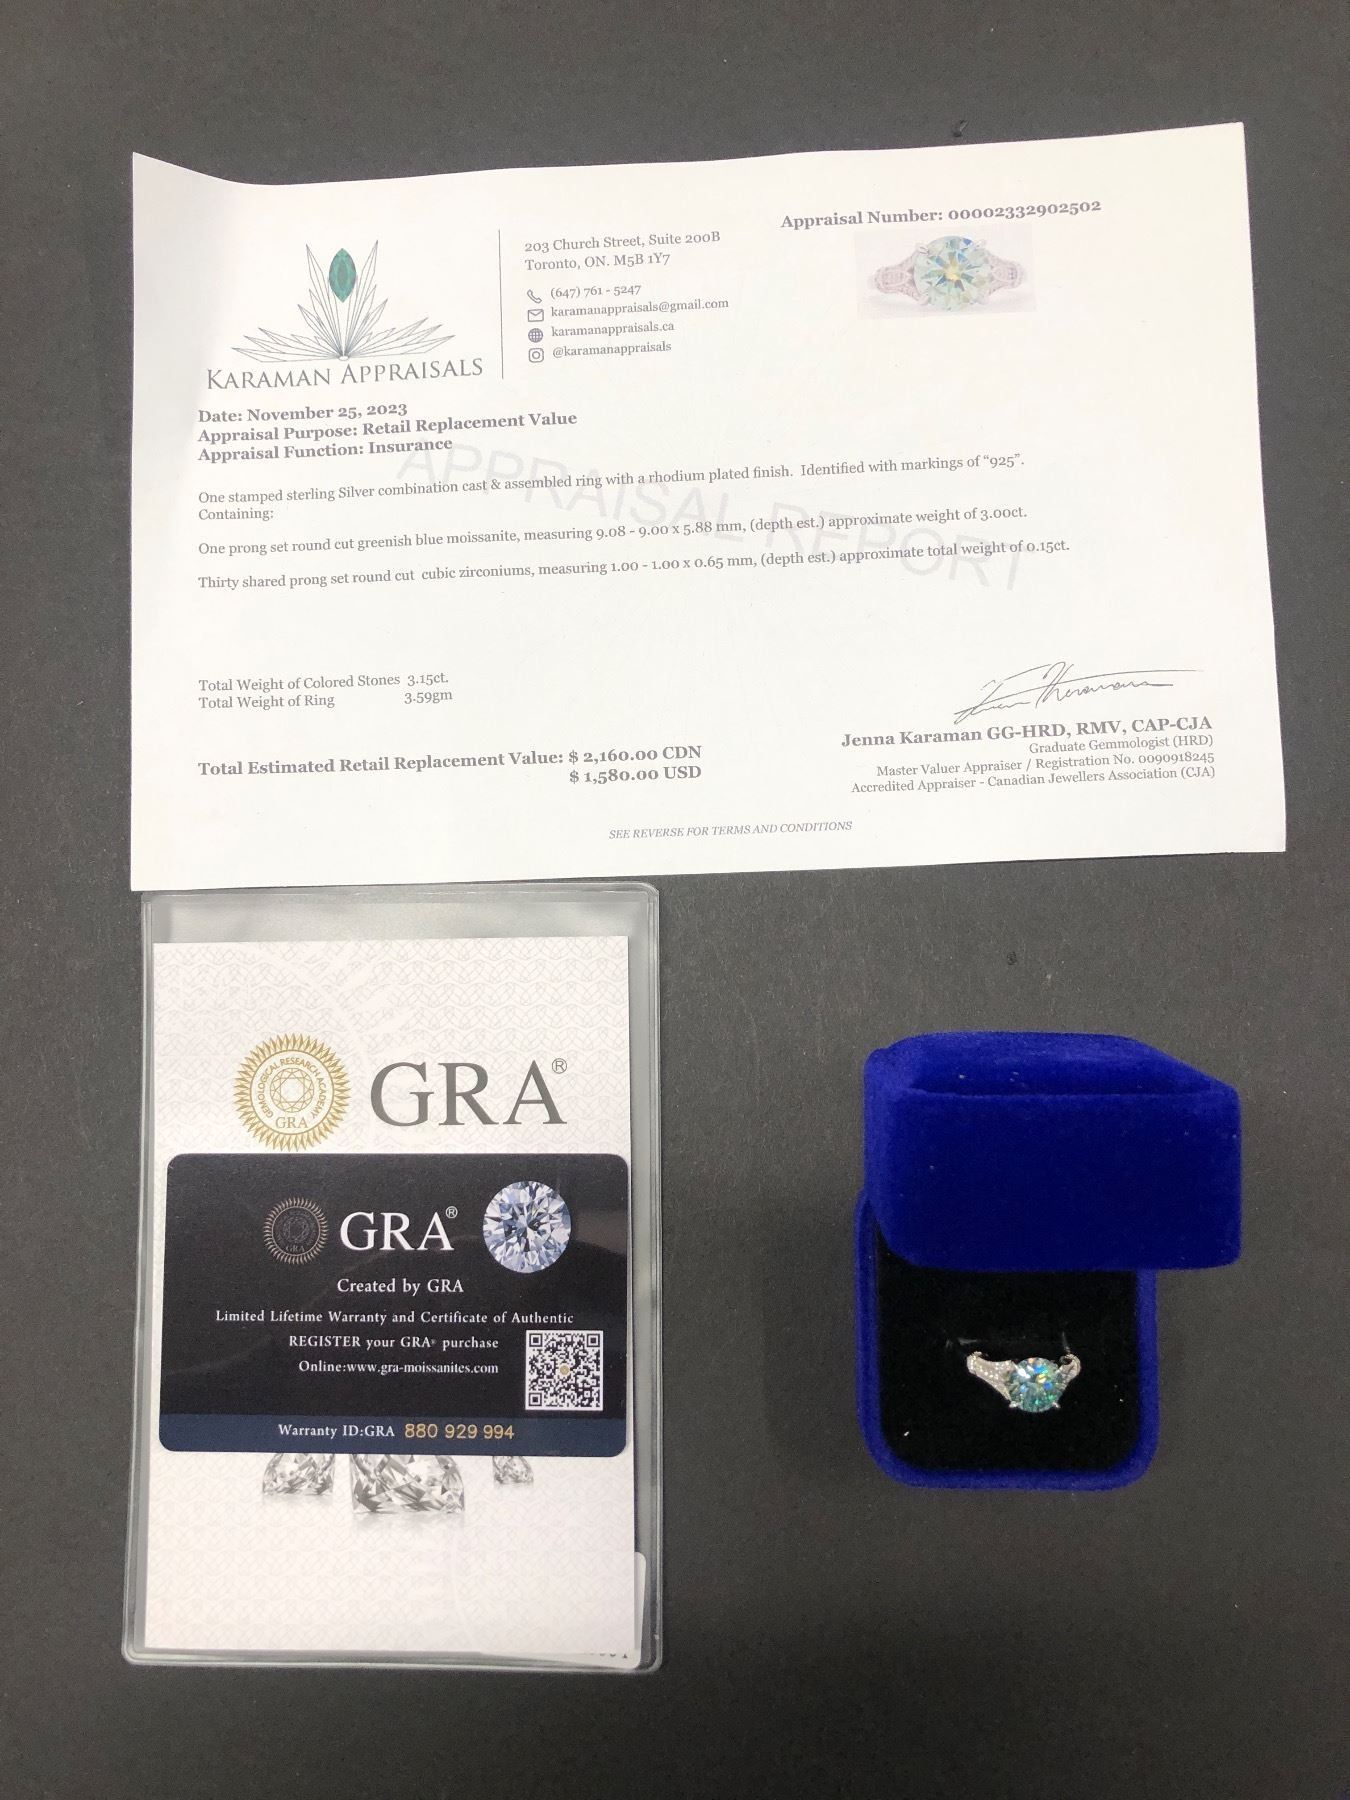 Appraisal Number: 00002332902502
203 Church Street, Suite 200B
Toronto, ON. M5B 1Y7
(647) 761 - 5247
karamanappraisals@gmail.com
karamanappraisals.ca
@karamanappraisals
KARAMAN APPRAISALS
Date: November 25, 2023
Appraisal Purpose: Retail Replacement Value
Appraisal Function: Insurance
APPRAISAL REPORT
One stamped sterling Silver combination cast & assembled ring with a rhodium plated finish. Identified with markings of “925”.
Containing:
One prong set round cut greenish blue moissanite, measuring 9.08 - 9.00 x 5.88 mm, (depth est.) approximate weight of 3.00ct.
Thirty shared prong set round cut cubic zirconiums, measuring 1.00 - 1.00 x 0.65 mm, (depth est.) approximate total weight of 0.15ct.
Total Weight of Colored Stones 3.15ct.
Total Weight of Ring 3.59gm
Total Estimated Retail Replacement Value: $ 2,160.00 CDN
$ 1,580.00 USD
Jenna Karaman GG-HRD, RMV, CAP-CJA
Graduate Gemmologist (HRD)
Master Valuer Appraiser / Registration No. 0090918245
Accredited Appraiser - Canadian Jewellers Association (CJA)
SEE REVERSE FOR TERMS AND CONDITIONS
GEMOLOGICAL RESEARCH ACADEMY
GRA
GRA®
GRA
GRA®
Created by GRA
Limited Lifetime Warranty and Certificate of Authentic
REGISTER your GRA® purchase
Online:www.gra-moissanites.com
Warranty ID:GRA 880 929 994